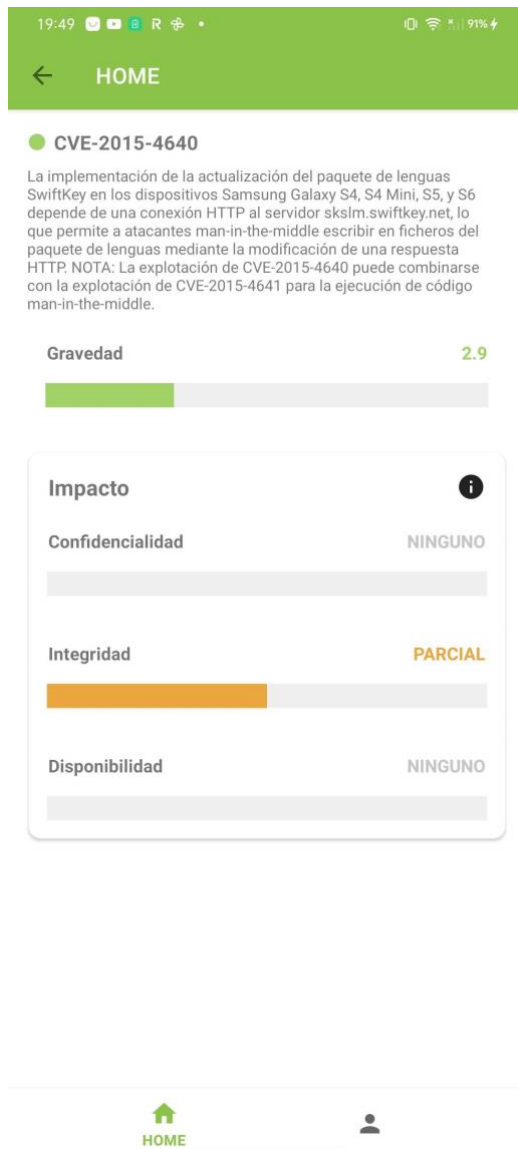 19:49 R •
91%
HOME
CVE-2015-4640
La implementación de la actualización del paquete de lenguas
SwiftKey en los dispositivos Samsung Galaxy S4, S4 Mini, S5, y S6
depende de una conexión HTTP al servidor skslm.swiftkey.net, lo
que permite a atacantes man-in-the-middle escribir en ficheros del
paquete de lenguas mediante la modificación de una respuesta
HTTP. NOTA: La explotación de CVE-2015-4640 puede combinarse
con la explotación de CVE-2015-4641 para la ejecución de código
man-in-the-middle.
Gravedad 2.9
Impacto
Confidencialidad NINGUNO
Integridad PARCIAL
Disponibilidad NINGUNO
HOME